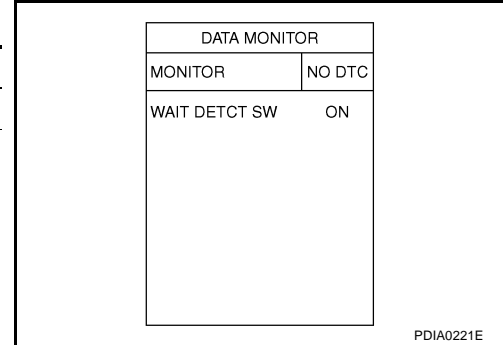 DATA MONITOR
MONITOR NO DTC
WAIT DETCT SW ON
PDIA0221E